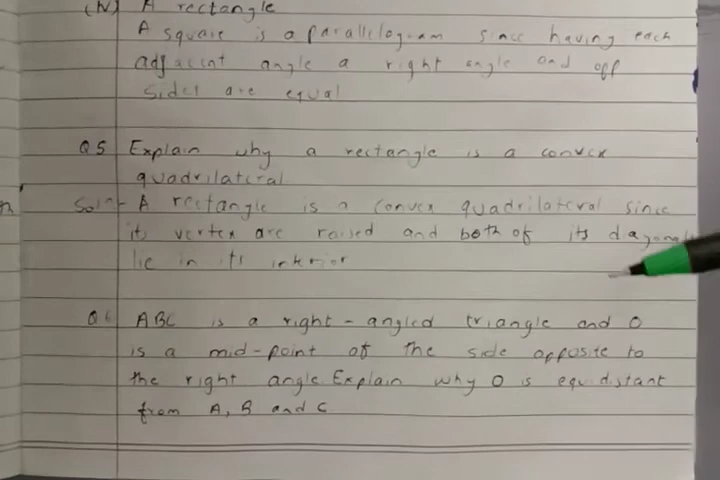 (iv) A rectangle
A square is a parallelogram since having each
adjacent angle a right angle and opp
sides are equal
Q5 Explain why a rectangle is a convex
quadrilateral
Soln- A rectangle is a convex quadrilateral since
its vertex are raised and both of its diagonals
lie in its interior
Q6 ABC is a right-angled triangle and O
is a mid-point of the side opposite to
the right angle. Explain why O is equidistant
from A, B and C